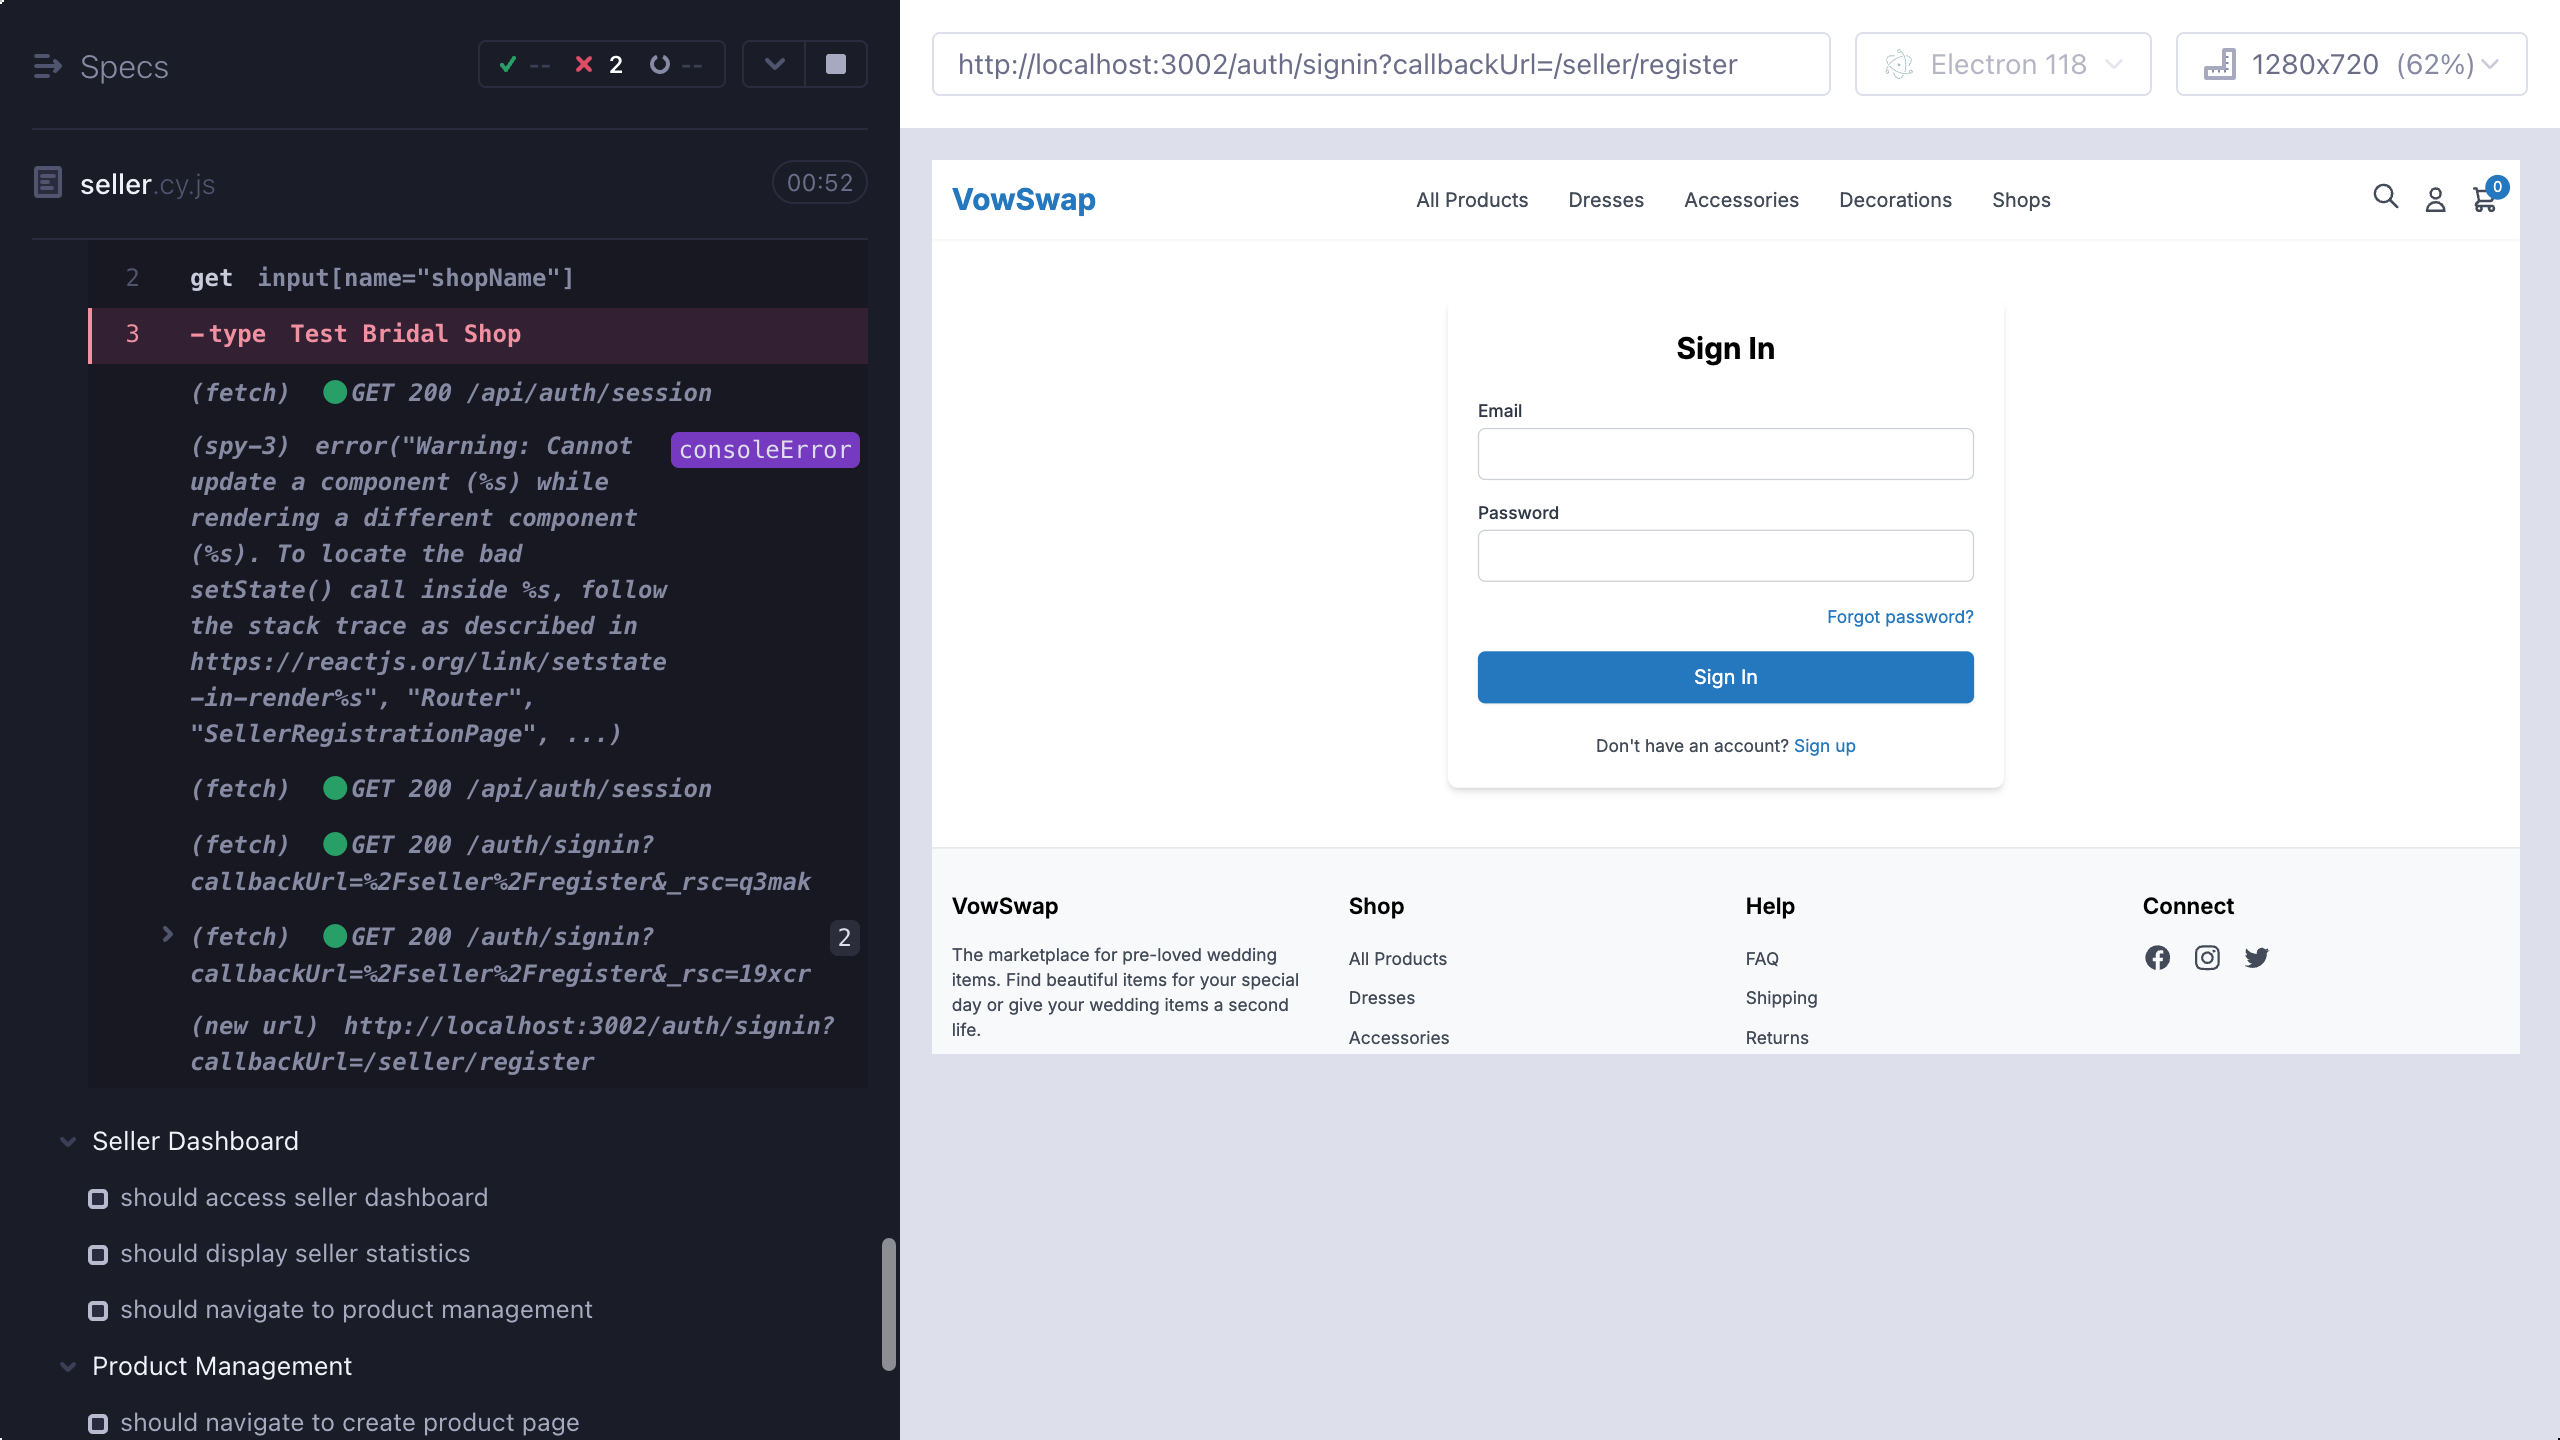 Specs
-- 2 --
seller.cy.js 00:52
2 get input[name="shopName"]
3 -type Test Bridal Shop
(fetch) GET 200 /api/auth/session
(spy-3) error("Warning: Cannot consoleError
update a component (%s) while
rendering a different component
(%s). To locate the bad
setState() call inside %s, follow
the stack trace as described in
https://reactjs.org/link/setstate
-in-render%s", "Router",
"SellerRegistrationPage", ...)
(fetch) GET 200 /api/auth/session
(fetch) GET 200 /auth/signin?
callbackUrl=%2Fseller%2Fregister&_rsc=q3mak
(fetch) GET 200 /auth/signin? 2
callbackUrl=%2Fseller%2Fregister&_rsc=19xcr
(new url) http://localhost:3002/auth/signin?
callbackUrl=/seller/register
Seller Dashboard
should access seller dashboard
should display seller statistics
should navigate to product management
Product Management
should navigate to create product page
http://localhost:3002/auth/signin?callbackUrl=/seller/register
Electron 118
1280x720 (62%)
VowSwap
All Products Dresses Accessories Decorations Shops
0
Sign In
Email
Password
Forgot password?
Sign In
Don't have an account? Sign up
VowSwap
The marketplace for pre-loved wedding
items. Find beautiful items for your special
day or give your wedding items a second
life.
Shop
All Products
Dresses
Accessories
Help
FAQ
Shipping
Returns
Connect